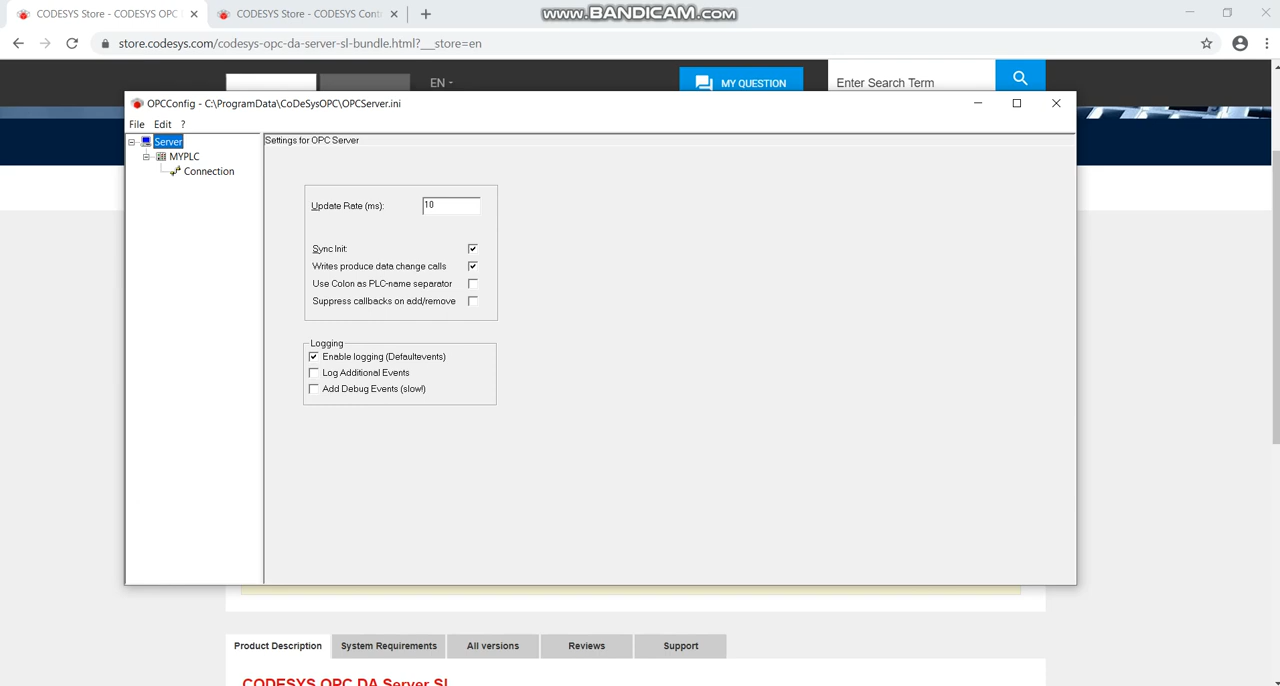 CODESYS Store - CODESYS OPC
CODESYS Store - CODESYS Cont
www.BANDICAM.com
store.codesys.com/codesys-opc-da-server-sl-bundle.html?___store=en
EN
MY QUESTION
Enter Search Term
OPCConfig - C:\ProgramData\CoDeSysOPC\OPCServer.ini
File Edit ?
Server
MYPLC
Connection
Settings for OPC Server
Update Rate (ms): 10
Sync Init:
Writes produce data change calls
Use Colon as PLC-name separator
Suppress callbacks on add/remove
Logging
Enable logging (Defaultevents)
Log Additional Events
Add Debug Events (slow!)
Product Description System Requirements All versions Reviews Support
CODESYS OPC DA Server SL